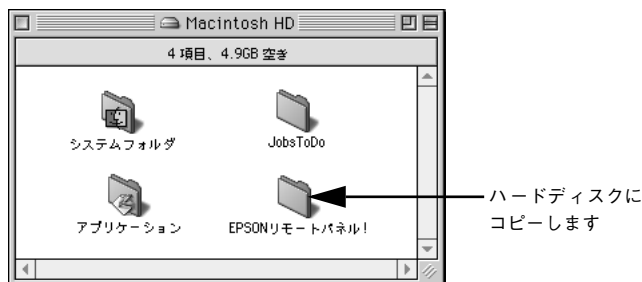 Macintosh HD
4 項目、4.9GB 空き
システムフォルダ
JobsToDo
アプリケーション
EPSONリモートパネル!
ハードディスクに
コピーします